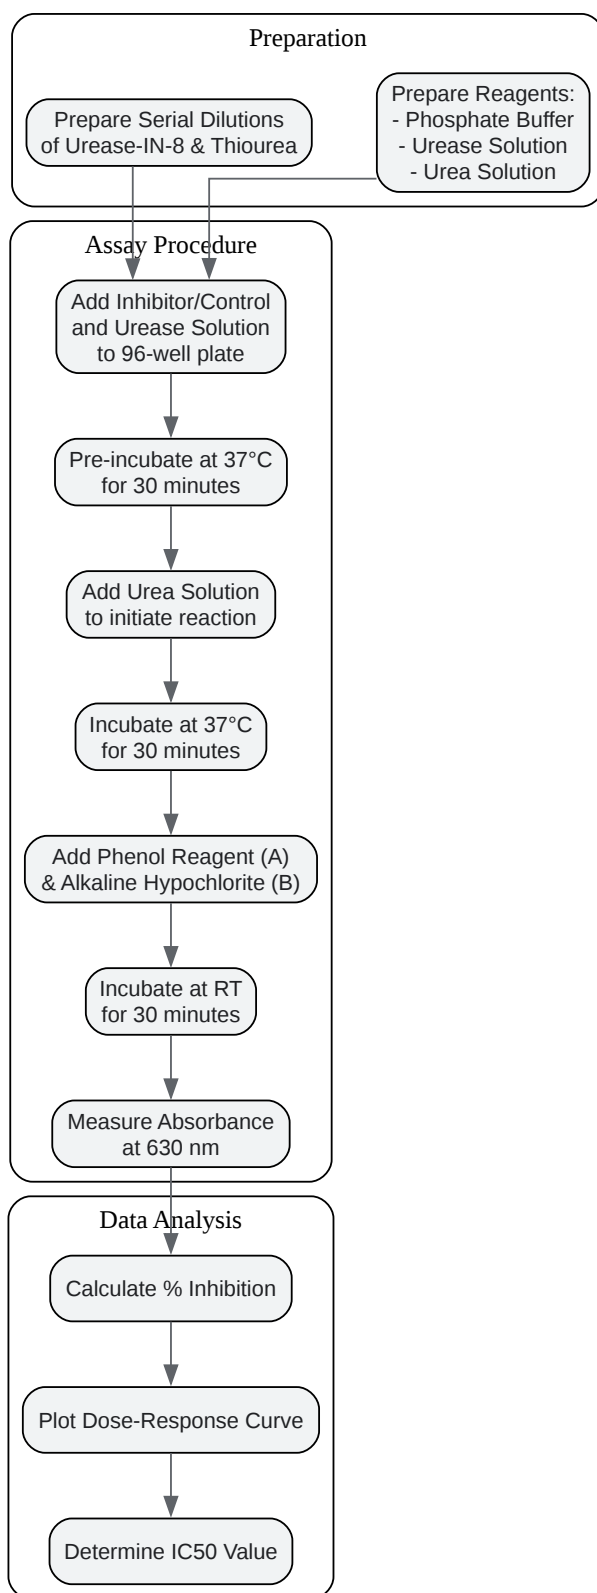 Preparation
Prepare Serial Dilutions
of Urease-IN-8 & Thiourea
Prepare Reagents:
- Phosphate Buffer
- Urease Solution
- Urea Solution
Assay Procedure
Add Inhibitor/Control
and Urease Solution
to 96-well plate
Pre-incubate at 37°C
for 30 minutes
Add Urea Solution
to initiate reaction
Incubate at 37°C
for 30 minutes
Add Phenol Reagent (A)
& Alkaline Hypochlorite (B)
Incubate at RT
for 30 minutes
Measure Absorbance
at 630 nm
Data Analysis
Calculate % Inhibition
Plot Dose-Response Curve
Determine IC50 Value